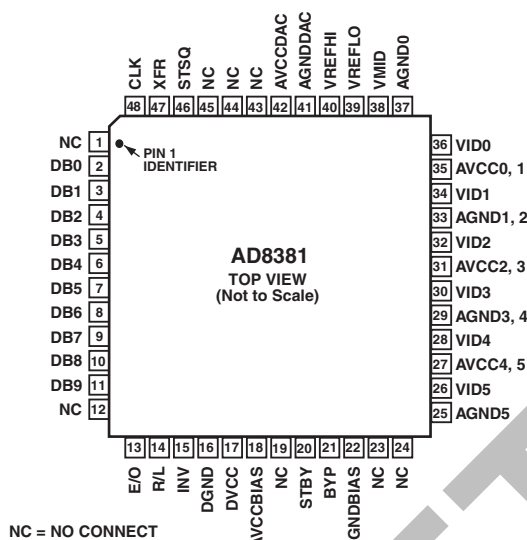 CLK XFR STSQ NC NC NC AVCCDAC AGNDDAC VREFHI VREFLO VMID AGND0
48 47 46 45 44 43 42 41 40 39 38 37
NC 1
DB0 2
DB1 3
DB2 4
DB3 5
DB4 6
DB5 7
DB6 8
DB7 9
DB8 10
DB9 11
NC 12
PIN 1
IDENTIFIER
AD8381
TOP VIEW
(Not to Scale)
36 VID0
35 AVCC0, 1
34 VID1
33 AGND1, 2
32 VID2
31 AVCC2, 3
30 VID3
29 AGND3, 4
28 VID4
27 AVCC4, 5
26 VID5
25 AGND5
13 14 15 16 17 18 19 20 21 22 23 24
E/O R/L INV DGND DVCC AVCCBIAS NC STBY BYP GNDBIAS NC NC
NC = NO CONNECT